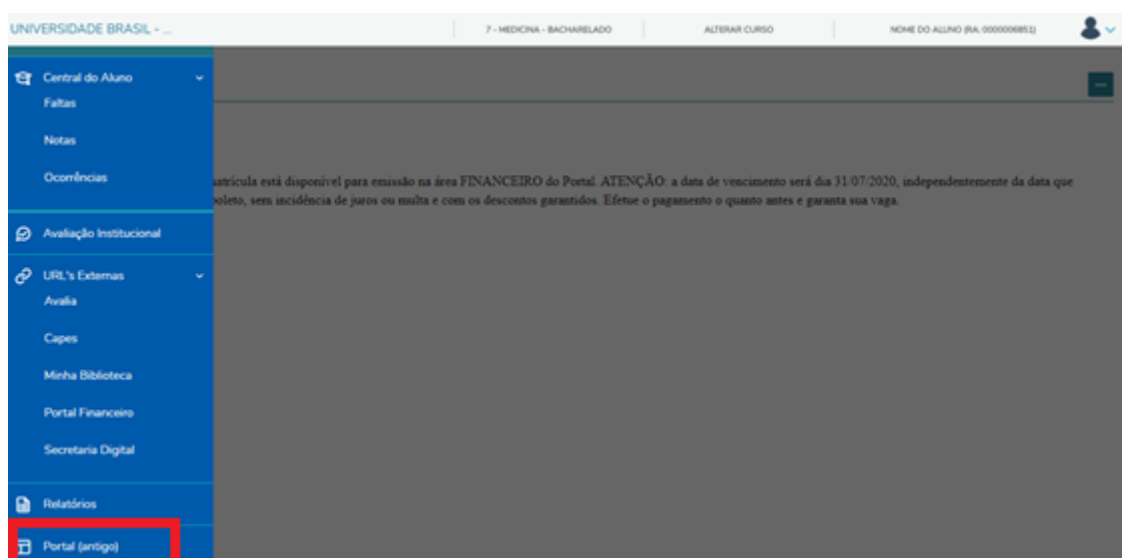 UNIVERSIDADE BRASIL - ...
7 - MEDICINA - BACHARELADO
ALTERAR CURSO
NOME DO ALUNO (RA: 0000006851)
Central do Aluno
Faltas
Notas
Ocorrências
Avaliação Institucional
URL's Externas
Avalia
Capes
Minha Biblioteca
Portal Financeiro
Secretaria Digital
Relatórios
Portal (antigo)
matrícula está disponível para emissão na área FINANCEIRO do Portal. ATENÇÃO: a data de vencimento será dia 31/07/2020, independentemente da data que
boleto, sem incidência de juros ou multa e com os descontos garantidos. Efetue o pagamento o quanto antes e garanta sua vaga.